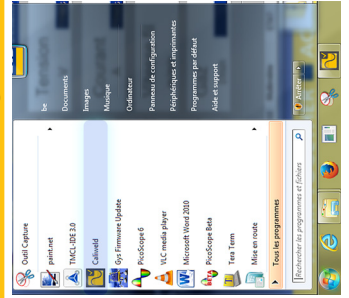 Outil Capture
paint.net
TMCL-IDE 3.0
Caliweld
Gys Firmware Update
PicoScope 6
VLC media player
Microsoft Word 2010
PicoScope Beta
Tera Term
Mise en route
Tous les programmes
Rechercher les programmes et fichiers
be
Documents
Images
Musique
Ordinateur
Panneau de configuration
Périphériques et imprimantes
Programmes par défaut
Aide et support
Arrêter